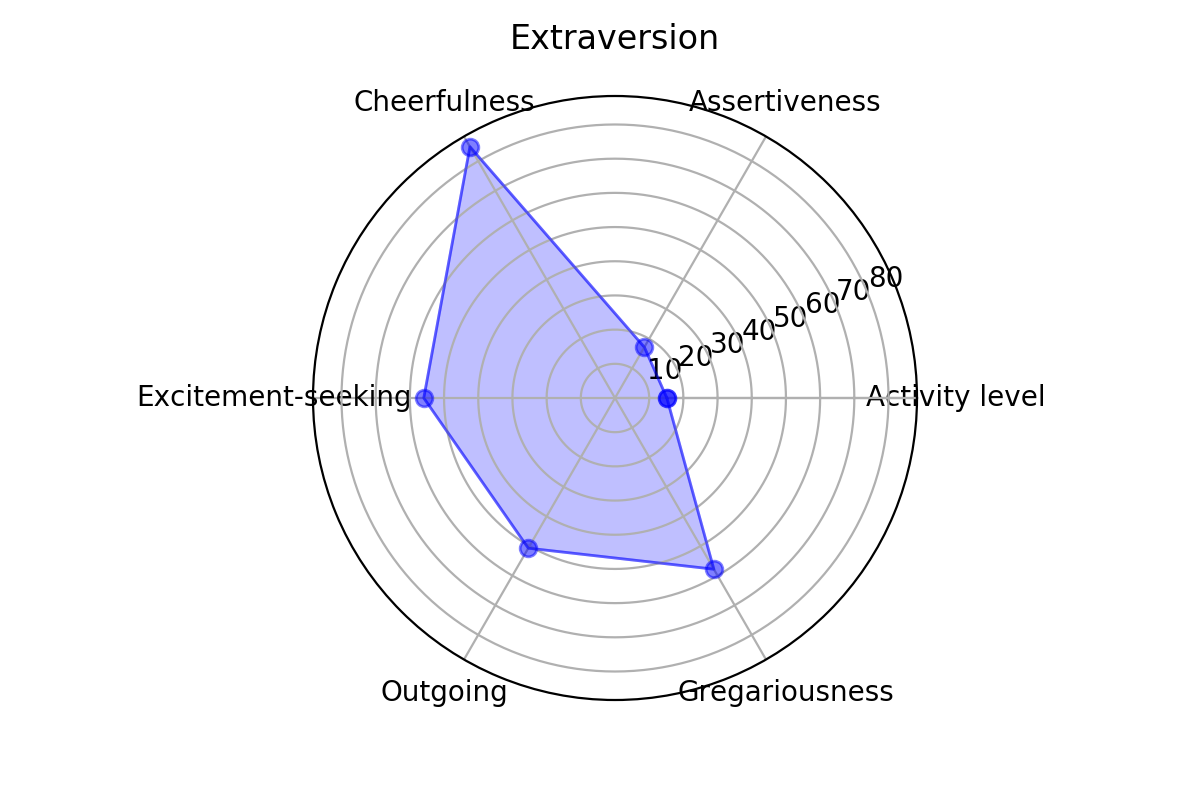 Extraversion
Cheerfulness
Assertiveness
80
70
60
50
40
30
20
10
Excitement-seeking
Activity level
Outgoing
Gregariousness